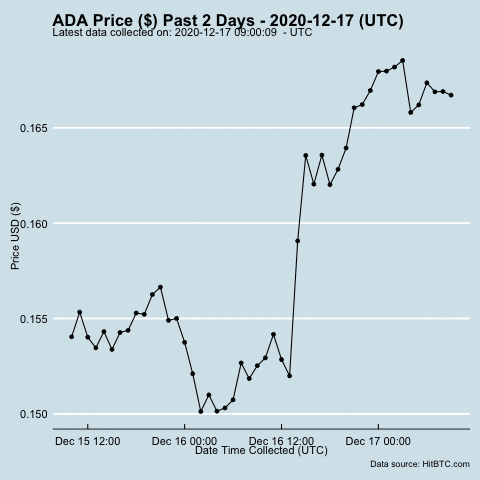 ADA Price ($) Past 2 Days - 2020-12-17 (UTC)
Latest data collected on: 2020-12-17 09:00:09 - UTC
0.165
0.160
Price USD ($)
0.155
0.150
Dec 15 12:00 Dec 16 00:00 Dec 16 12:00 Dec 17 00:00
Date Time Collected (UTC)
Data source: HitBTC.com